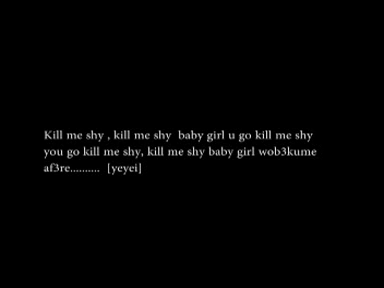 Kill me shy , kill me shy  baby girl u go kill me shy
you go kill me shy, kill me shy baby girl wob3kume
af3re..........  [yeyei]